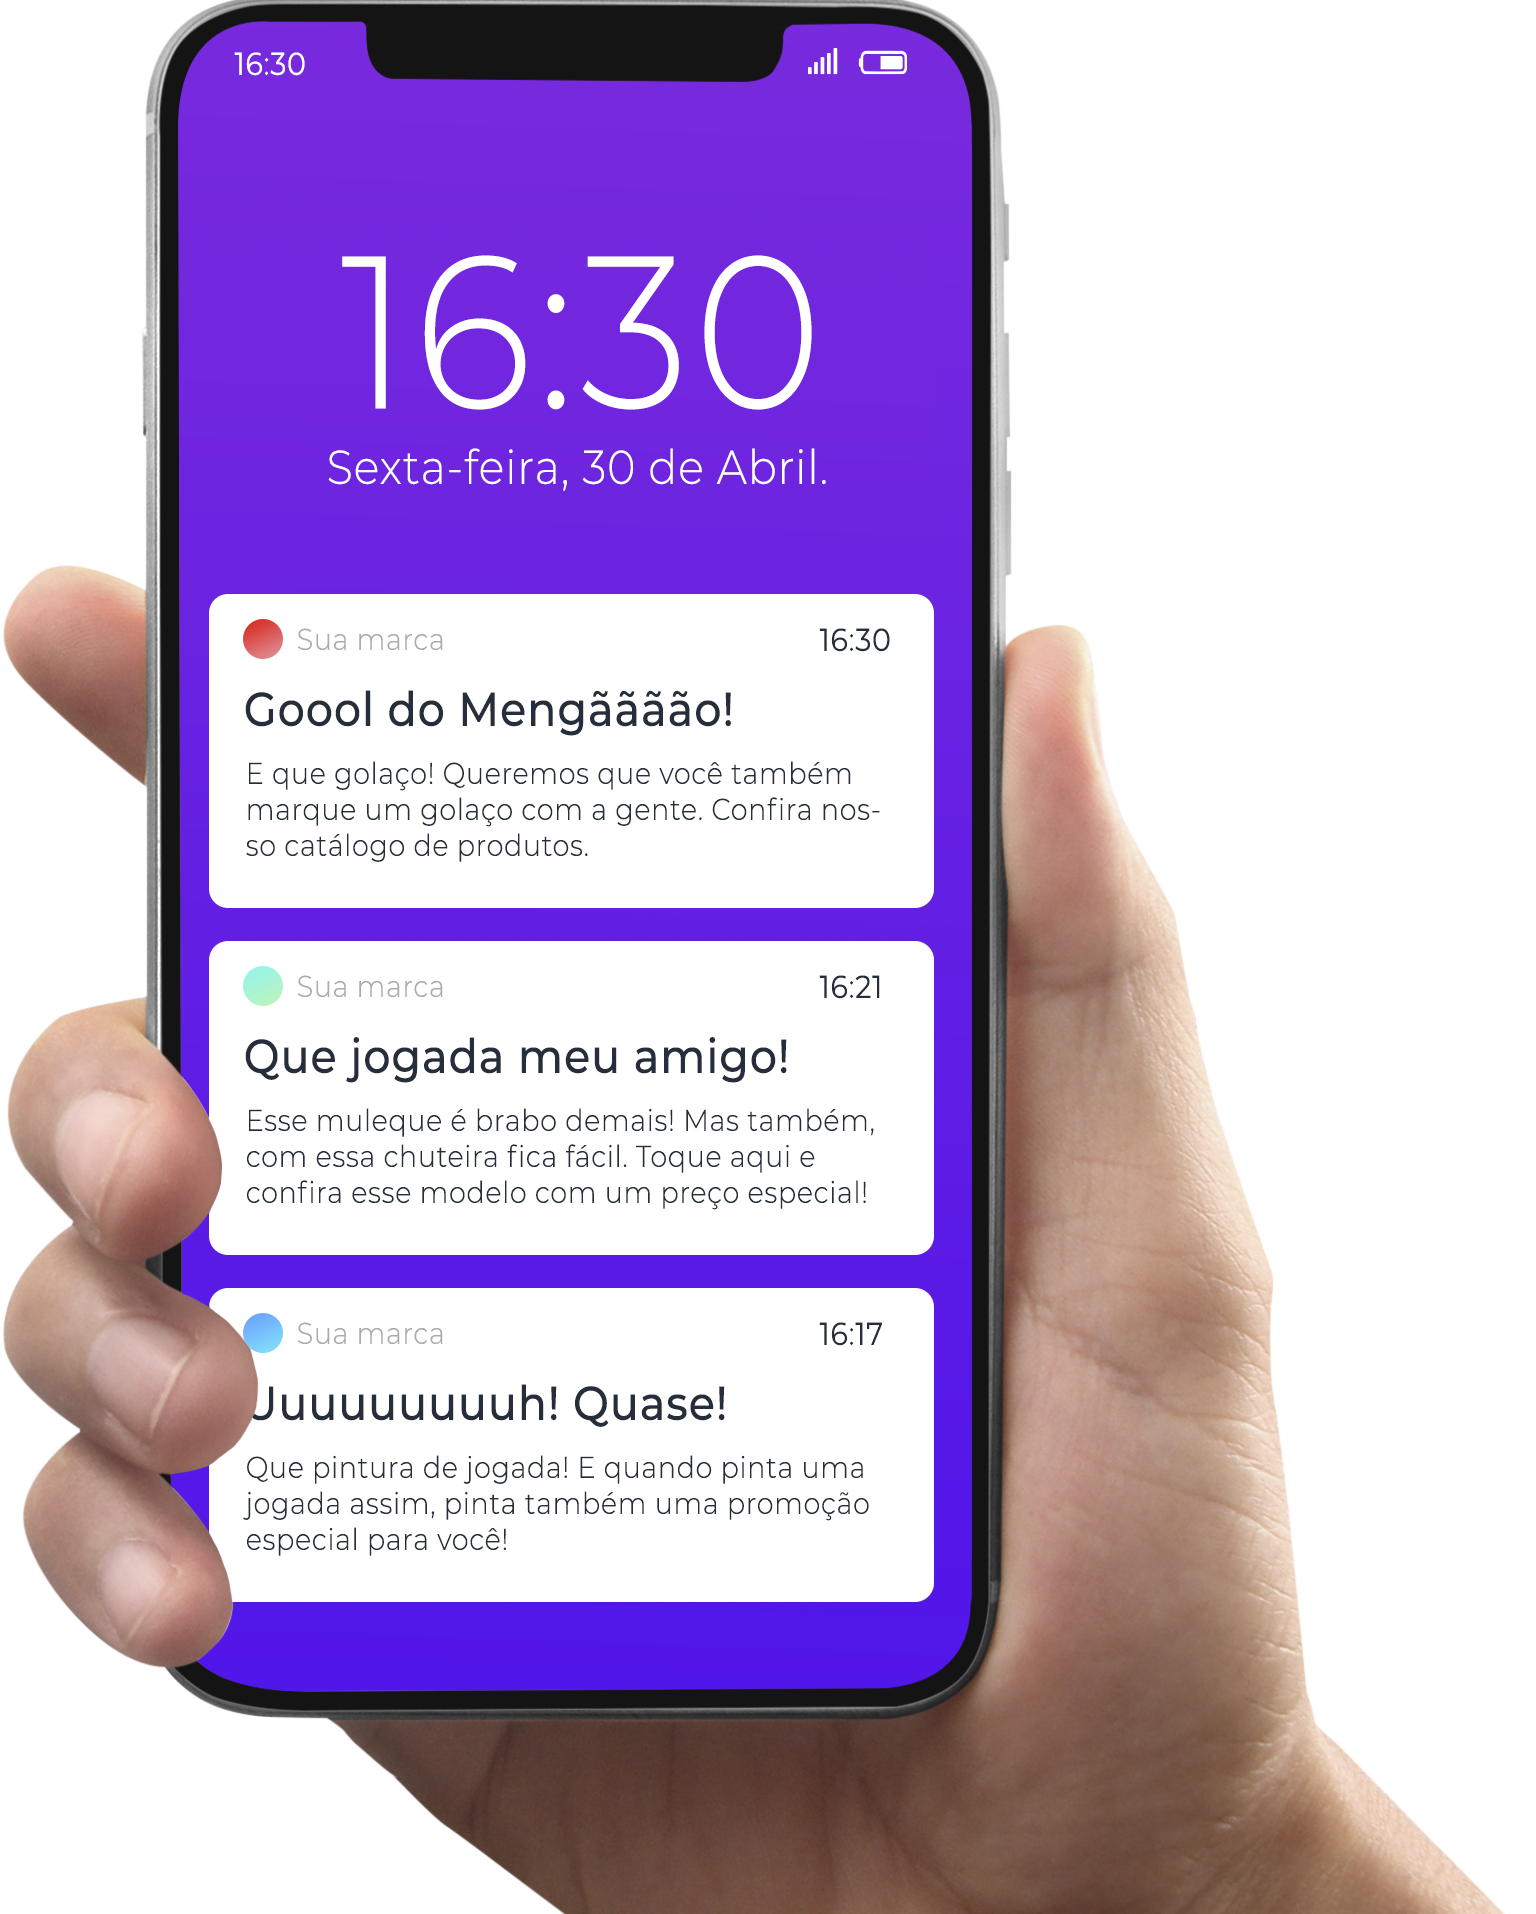 16:30
16:30
Sexta-feira, 30 de Abril.
Sua marca 16:30
Goool do Mengãããão!
E que golaço! Queremos que você também
marque um golaço com a gente. Confira nos-
so catálogo de produtos.
Sua marca 16:21
Que jogada meu amigo!
Esse muleque é brabo demais! Mas também,
com essa chuteira fica fácil. Toque aqui e
confira esse modelo com um preço especial!
Sua marca 16:17
Uuuuuuuuuh! Quase!
Que pintura de jogada! E quando pinta uma
jogada assim, pinta também uma promoção
especial para você!